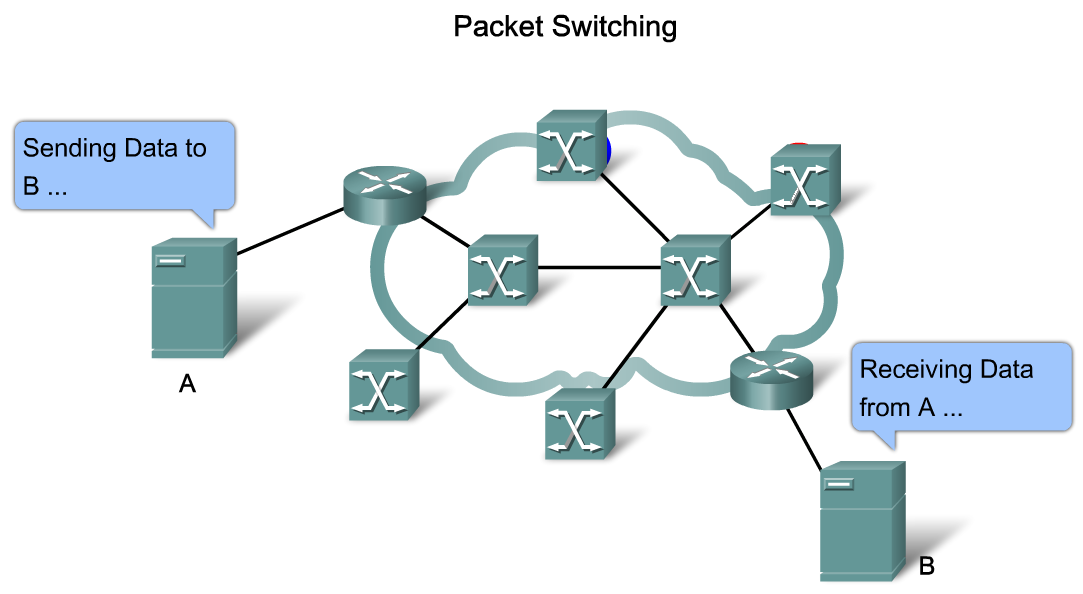 Packet Switching
Sending Data to
B ...
A
Receiving Data
from A ...
B